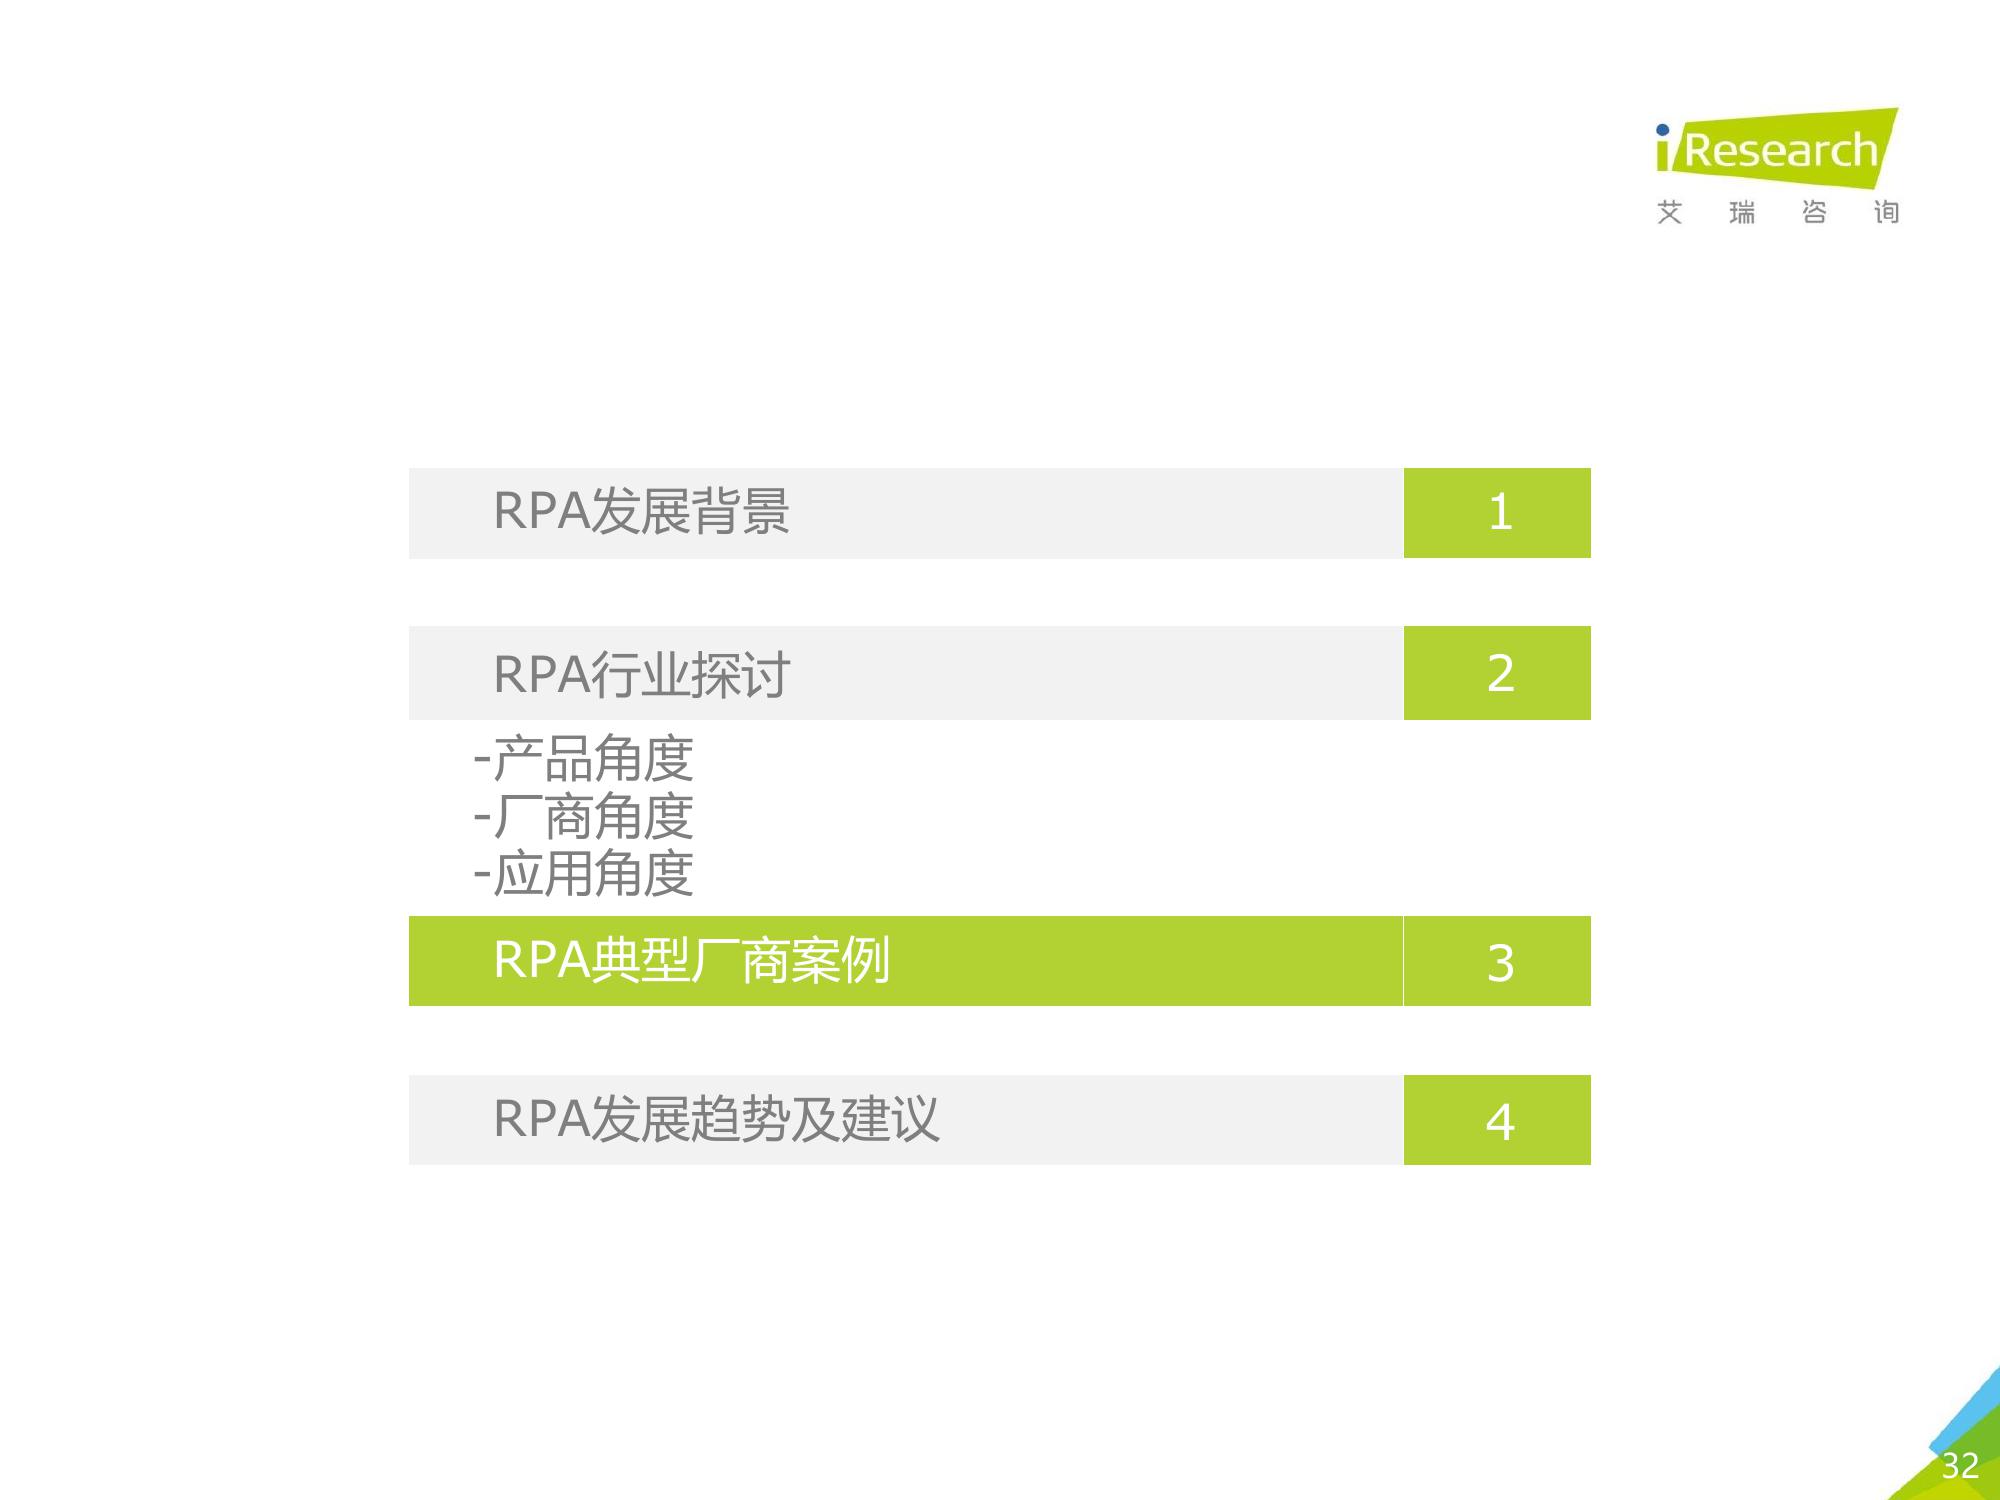 iResearch
艾瑞咨询
RPA发展背景 1
RPA行业探讨 2
-产品角度
-厂商角度
-应用角度
RPA典型厂商案例 3
RPA发展趋势及建议 4
32